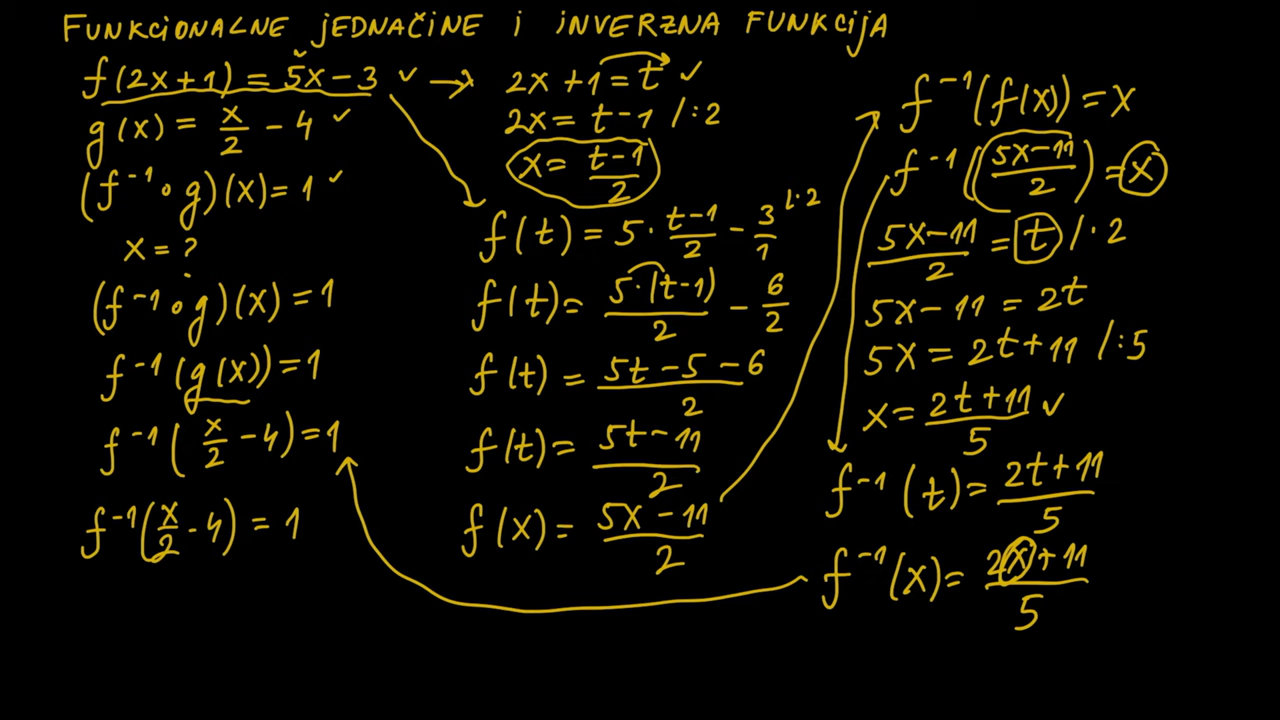 FUNKCIONALNE jEDNAČINE i iNVERZNA FUNKCIjA
f(2x+1) = 5x-3 ✓ →
g(x) = x/2 - 4 ✓
(f⁻¹ ∘ g)(x) = 1 ✓
x = ?
(f⁻¹ ∘ g)(x) = 1
f⁻¹(g(x)) = 1
f⁻¹(x/2 - 4) = 1
f⁻¹(x/2 - 4) = 1
2x + 1 = t ✓
2x = t - 1 /:2
x = (t-1)/2
f(t) = 5 · (t-1)/2 - 3/1 /·2
f(t) = 5·(t-1)/2 - 6/2
f(t) = (5t - 5 - 6)/2
f(t) = (5t - 11)/2
f(x) = (5x - 11)/2
f⁻¹(f(x)) = x
f⁻¹((5x-11)/2) = x
(5x-11)/2 = t /·2
5x - 11 = 2t
5x = 2t + 11 /:5
x = (2t+11)/5 ✓
f⁻¹(t) = (2t+11)/5
f⁻¹(x) = (2x+11)/5